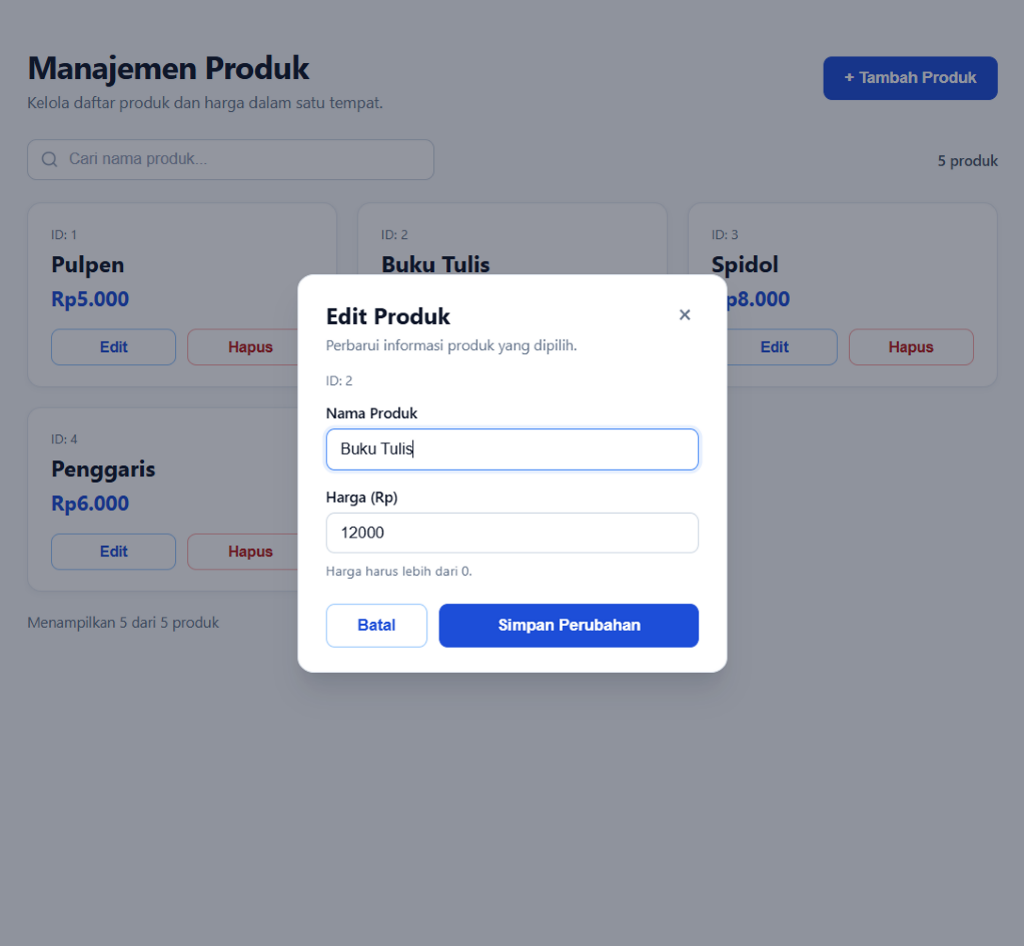 Manajemen Produk
Kelola daftar produk dan harga dalam satu tempat.
+ Tambah Produk
Cari nama produk...
5 produk
ID: 1
Pulpen
Rp5.000
Edit
Hapus
ID: 2
Buku Tulis
ID: 3
Spidol
p8.000
Edit
Hapus
ID: 4
Penggaris
Rp6.000
Edit
Hapus
Menampilkan 5 dari 5 produk
Edit Produk
×
Perbarui informasi produk yang dipilih.
ID: 2
Nama Produk
Buku Tulis
Harga (Rp)
12000
Harga harus lebih dari 0.
Batal
Simpan Perubahan